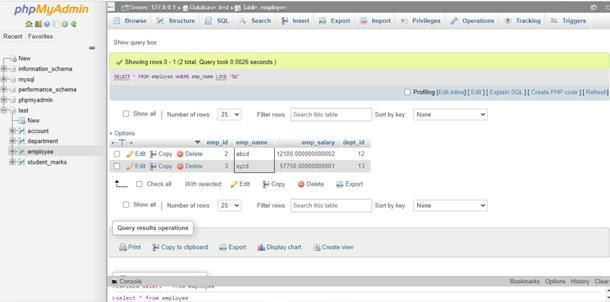 phpMyAdmin
Server: 127.0.0.1 » Database: test » Table: employee
Browse Structure SQL Search Insert Export Import Privileges Operations Tracking Triggers
Recent Favorites
New
information_schema
mysql
performance_schema
phpmyadmin
test
New
account
department
employee
student_marks
Show query box
Showing rows 0 - 1 (2 total, Query took 0.0026 seconds.)
SELECT * FROM employee WHERE emp_name LIKE '%d'
Profiling [Edit inline] [ Edit ] [ Explain SQL ] [ Create PHP code ] [ Refresh]
Show all Number of rows: 25 Filter rows: Search this table Sort by key: None
+ Options
emp_id emp_name emp_salary dept_id
Edit Copy Delete 2 abcd 12100.000000000002 12
Edit Copy Delete 3 xyzd 57750.00000000001 13
Check all With selected: Edit Copy Delete Export
Show all Number of rows: 25 Filter rows: Search this table Sort by key: None
Query results operations
Print Copy to clipboard Export Display chart Create view
Console Bookmarks Options History Clear
>EXPLAIN select * from employee
>select * from employee